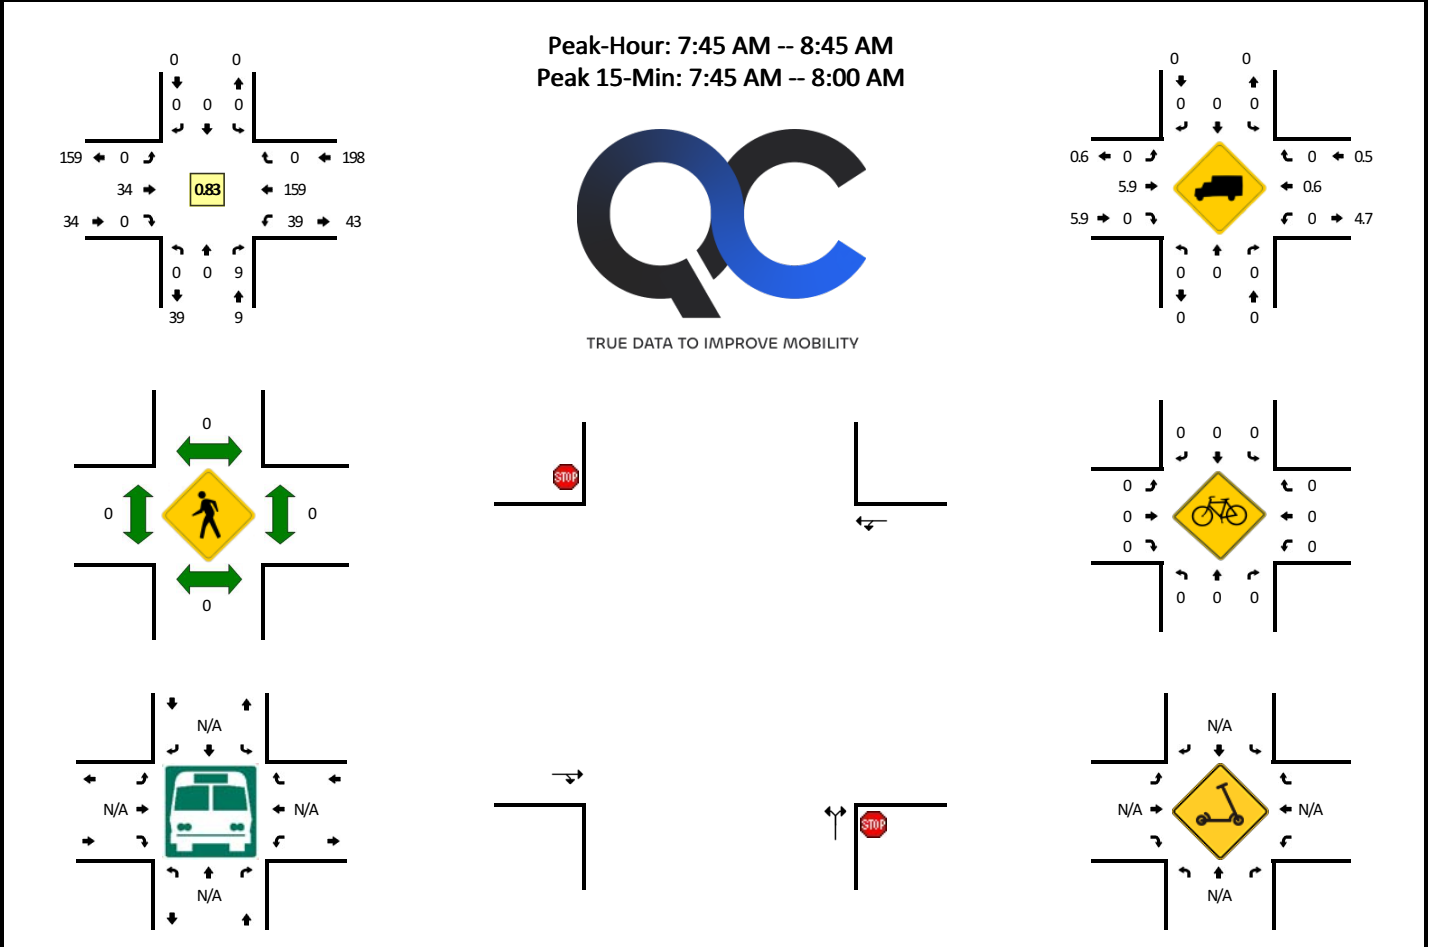 Peak-Hour: 7:45 AM -- 8:45 AM
Peak 15-Min: 7:45 AM -- 8:00 AM
TRUE DATA TO IMPROVE MOBILITY
0 0
0 0 0
159 0 0 198
34 0.83 159
34 0 39 43
0 0 9
39 9
0 0
0 0 0
0.6 0 0 0.5
5.9 0.6
5.9 0 0 4.7
0 0 0
0 0
0
0 0
0
STOP
STOP
0 0 0
0 0
0 0
0 0
0 0 0
N/A
N/A N/A
N/A
N/A
N/A N/A
N/A